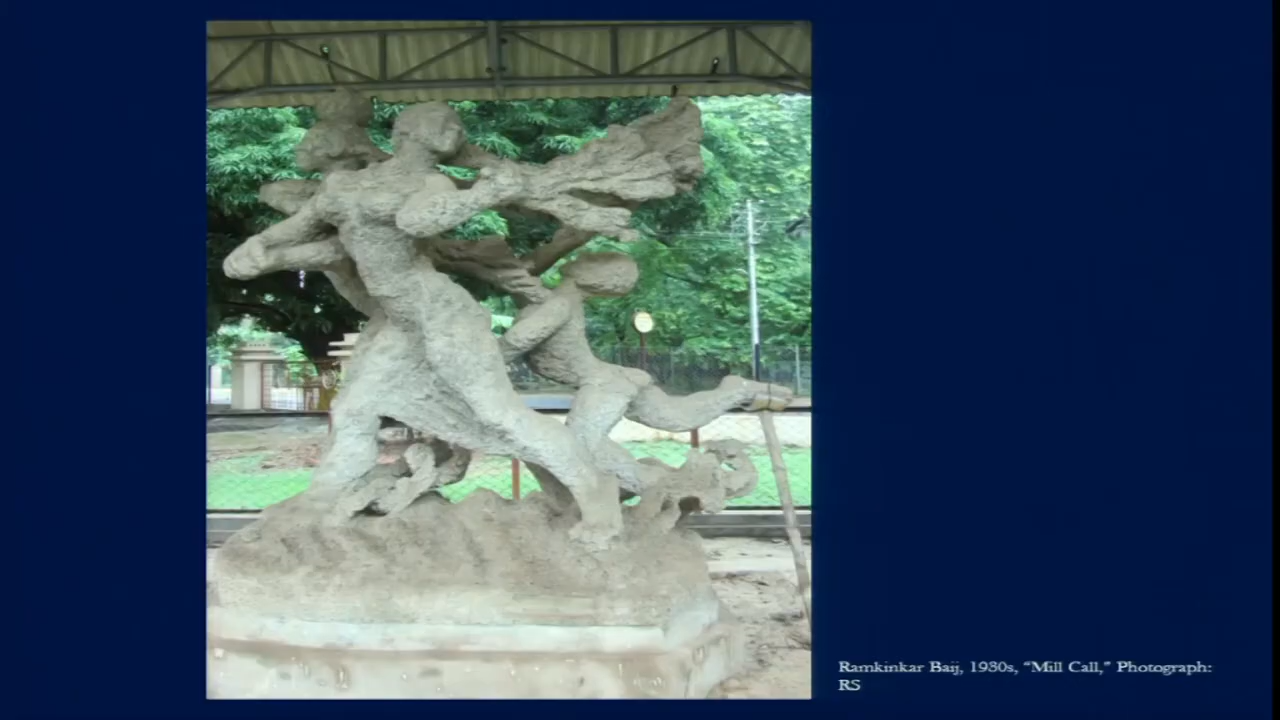 Ramkinkar Baij, 1930s, “Mill Call,” Photograph:
RS